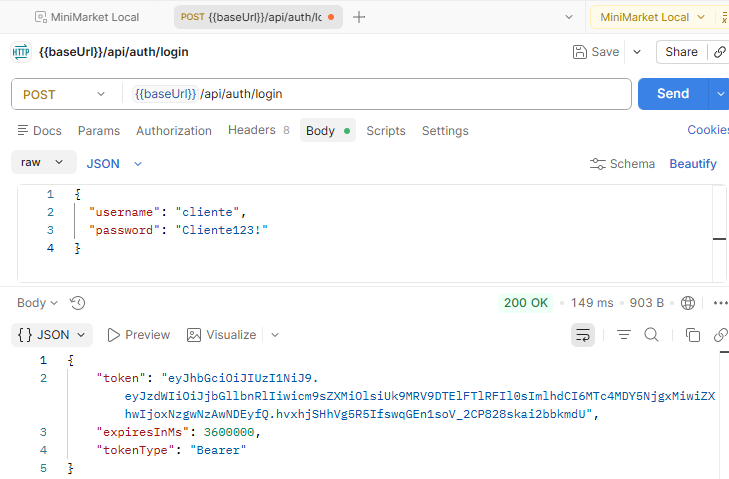 MiniMarket Local
POST {{baseUrl}}/api/auth/lc
MiniMarket Local
HTTP {{baseUrl}}/api/auth/login
Save
Share
POST
{{baseUrl}} /api/auth/login
Send
Docs
Params
Authorization
Headers 8
Body
Scripts
Settings
Cookies
raw
JSON
Schema
Beautify
1 {
2 "username": "cliente",
3 "password": "Cliente123!"
4 }
Body
200 OK
149 ms
903 B
{} JSON
Preview
Visualize
1 {
2 "token": "eyJhbGciOiJIUzI1NiJ9.
eyJzdWIiOiJjbGllbnRlIiwicm9sZXMiOlsiUk9MRV9DTElFTlRFIl0sImlhdCI6MTc4MDY5NjgxMiwiZX
hwIjoxNzgwNzAwNDEyfQ.hvxhjSHhVg5R5IfswqGEn1soV_2CP828skai2bbkmdU",
3 "expiresInMs": 3600000,
4 "tokenType": "Bearer"
5 }